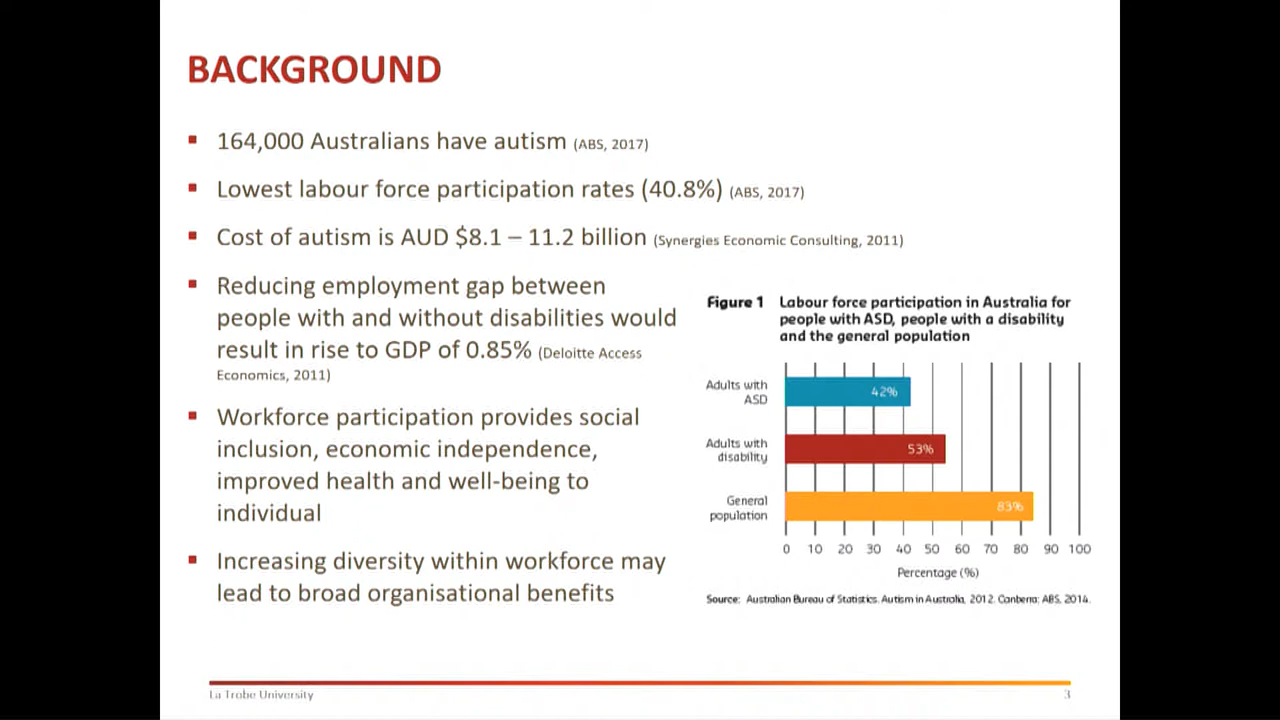 BACKGROUND
164,000 Australians have autism (ABS, 2017)
Lowest labour force participation rates (40.8%) (ABS, 2017)
Cost of autism is AUD $8.1 – 11.2 billion (Synergies Economic Consulting, 2011)
Reducing employment gap between
people with and without disabilities would
result in rise to GDP of 0.85% (Deloitte Access
Economics, 2011)
Workforce participation provides social
inclusion, economic independence,
improved health and well-being to
individual
Increasing diversity within workforce may
lead to broad organisational benefits
Figure 1 Labour force participation in Australia for
people with ASD, people with a disability
and the general population
Adults with
ASD
42%
Adults with
disability
53%
General
population
83%
0 10 20 30 40 50 60 70 80 90 100
Percentage (%)
Source: Australian Bureau of Statistics. Autism in Australia, 2012. Canberra: ABS, 2014.
La Trobe University
3